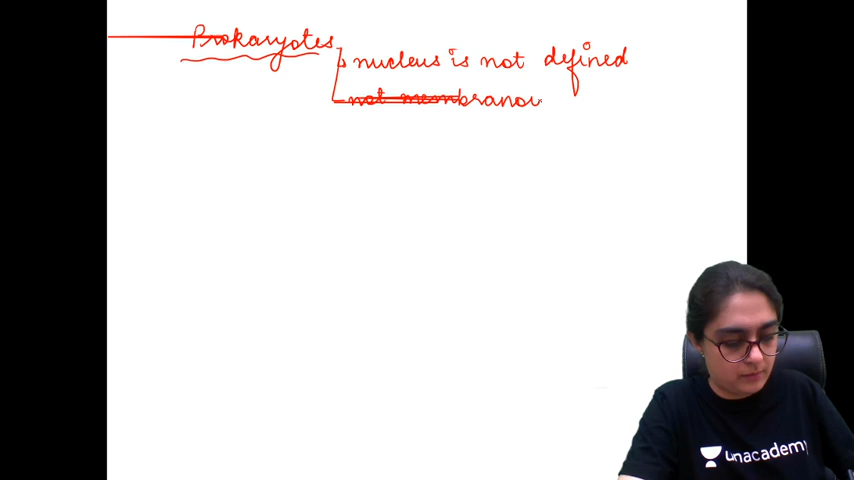 Prokaryotes
nucleus is not defined
not membranou
unacademy